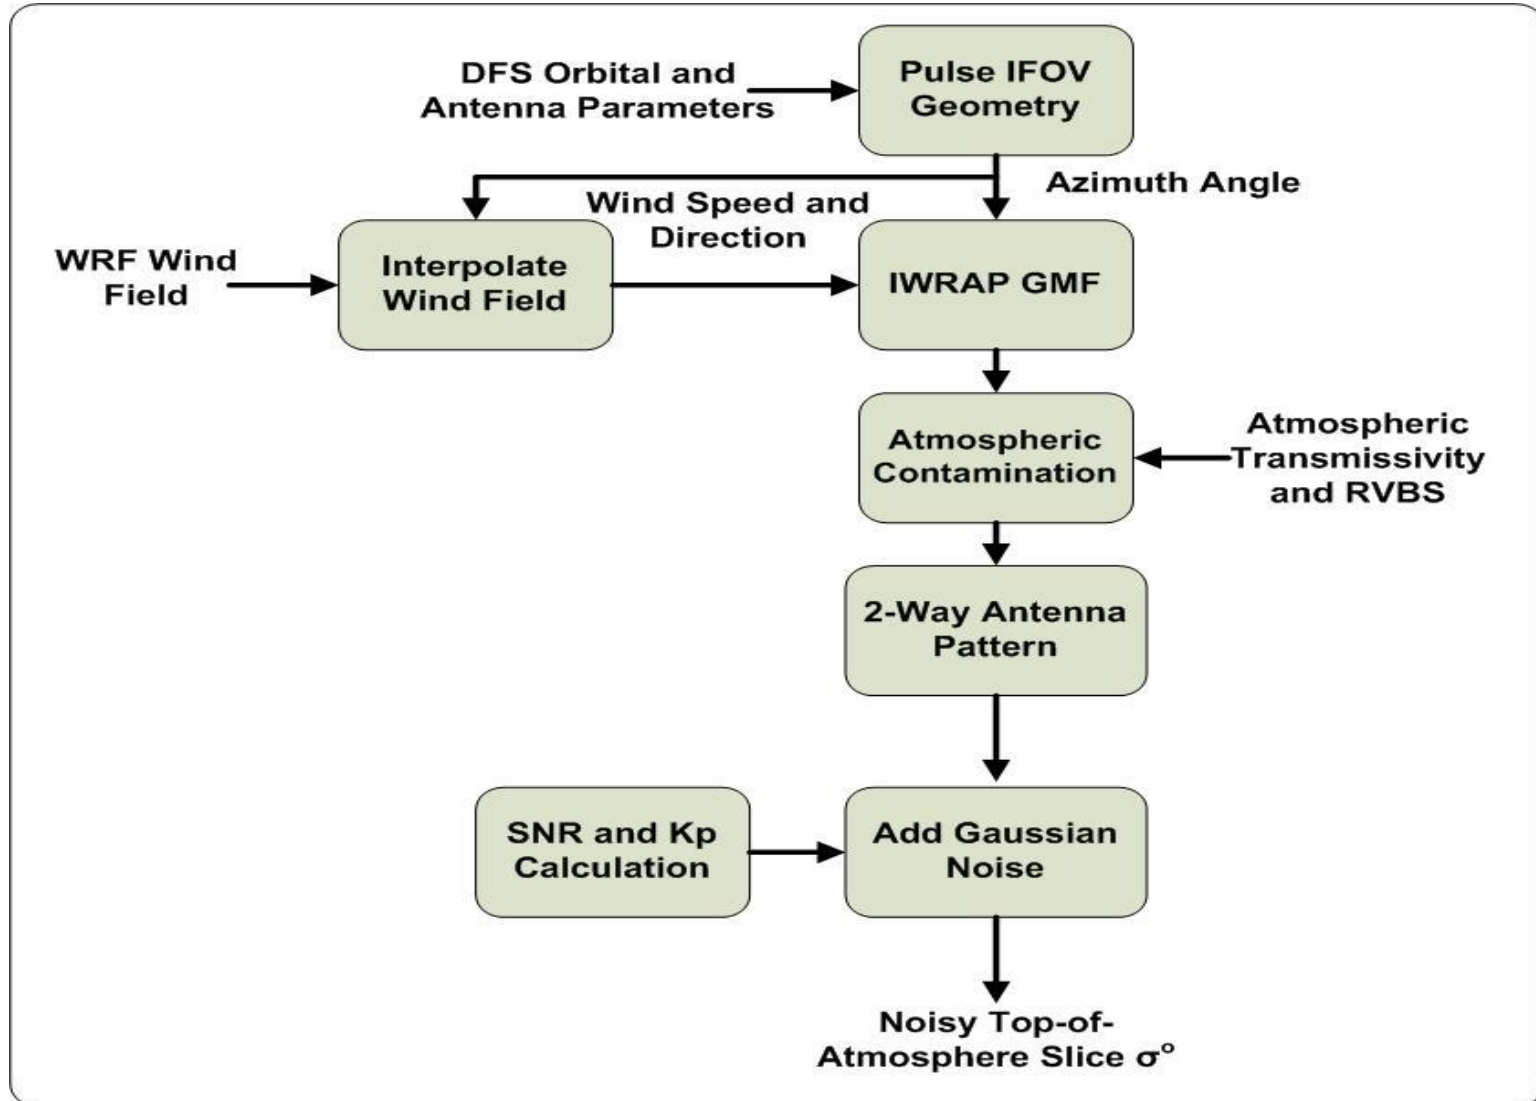 DFS Orbital and
Antenna Parameters
Pulse IFOV
Geometry
Azimuth Angle
Wind Speed and
Direction
WRF Wind
Field
Interpolate
Wind Field
IWRAP GMF
Atmospheric
Contamination
Atmospheric
Transmissivity
and RVBS
2-Way Antenna
Pattern
SNR and Kp
Calculation
Add Gaussian
Noise
Noisy Top-of-
Atmosphere Slice σº